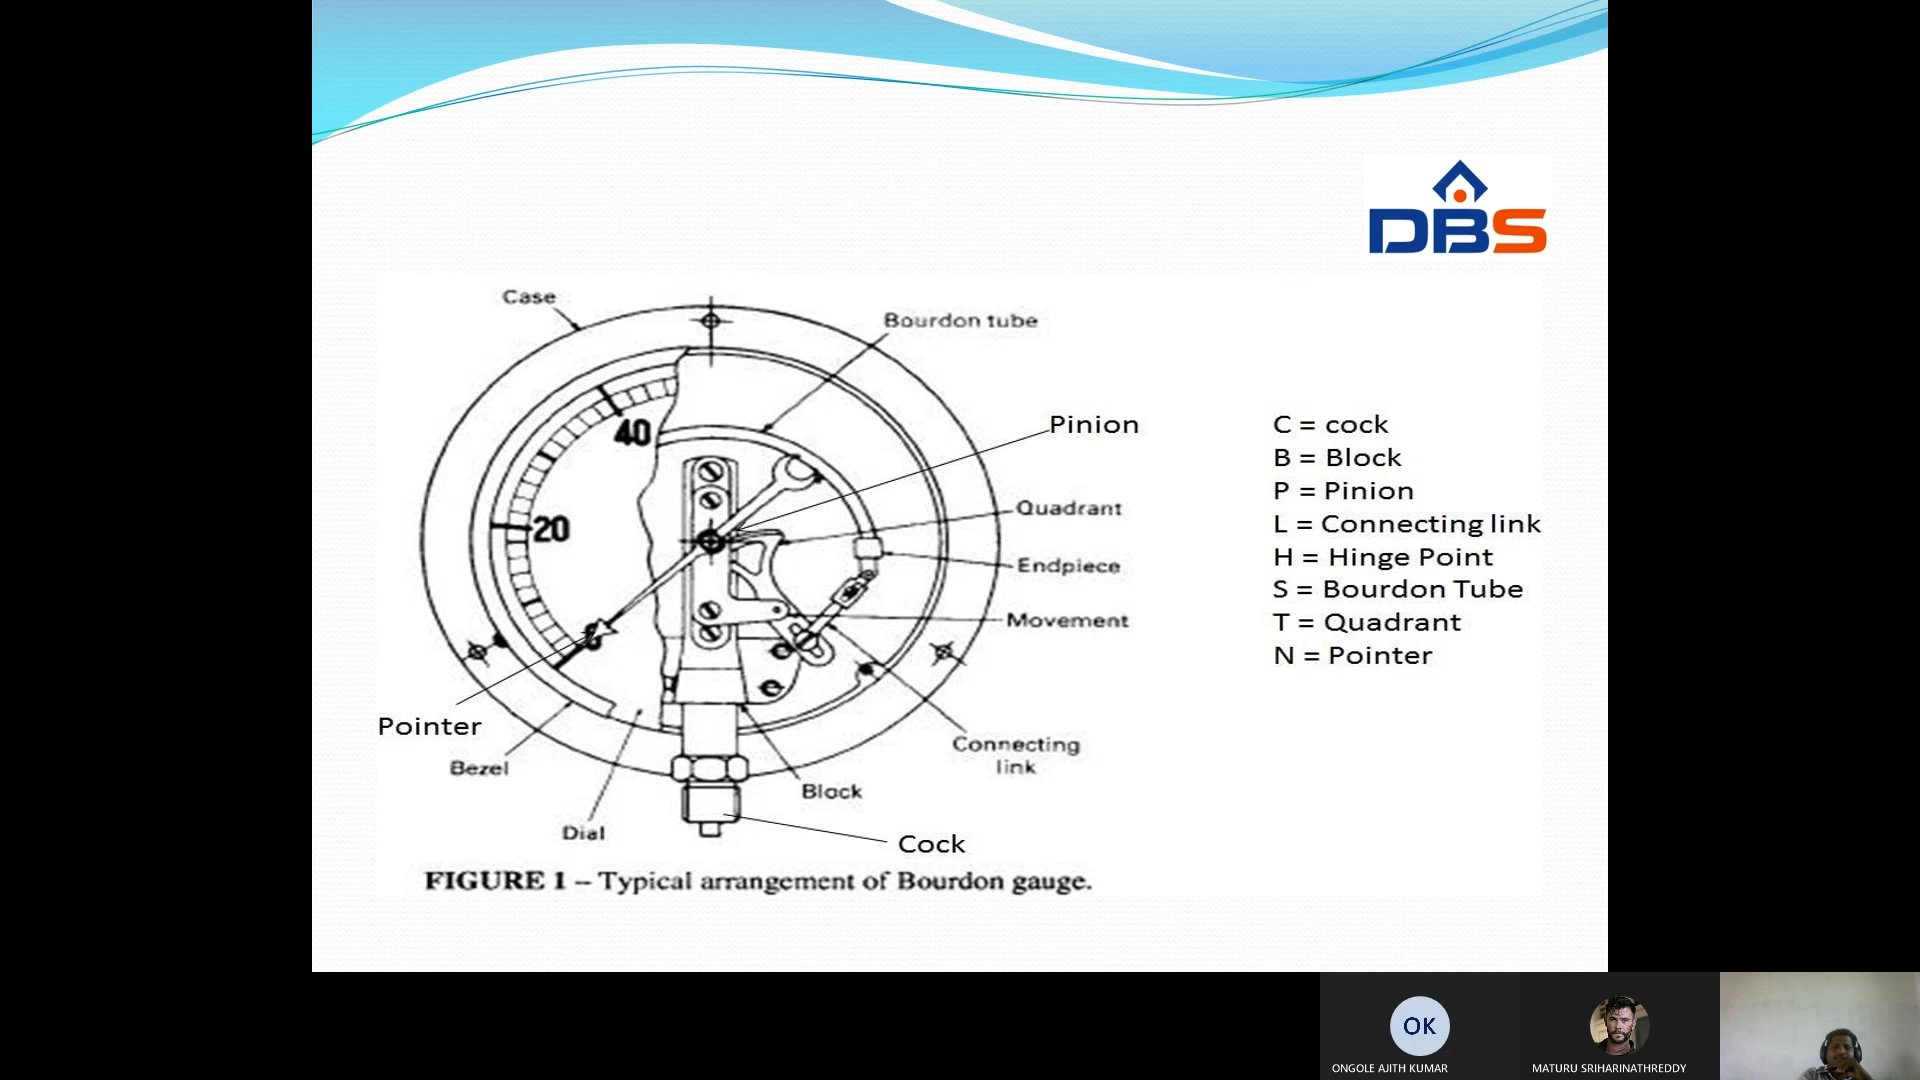 DBS
Case
Bourdon tube
Pinion
Quadrant
Endpiece
Movement
40
20
0
Pointer
Bezel
Dial
Block
Connecting
link
Cock
C = cock
B = Block
P = Pinion
L = Connecting link
H = Hinge Point
S = Bourdon Tube
T = Quadrant
N = Pointer
FIGURE 1 – Typical arrangement of Bourdon gauge.
OK
ONGOLE AJITH KUMAR
MATURU SRIHARINATHREDDY